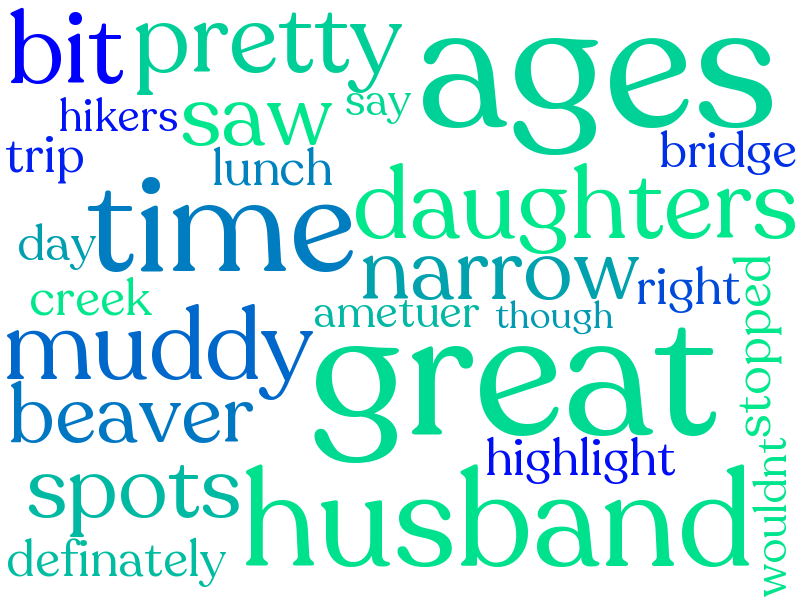 bit
pretty
ages
hikers
saw
say
trip
lunch
bridge
time
daughters
day
narrow
right
creek
ametuer
though
stopped
muddy
great
beaver
highlight
wouldnt
spots
husband
definately